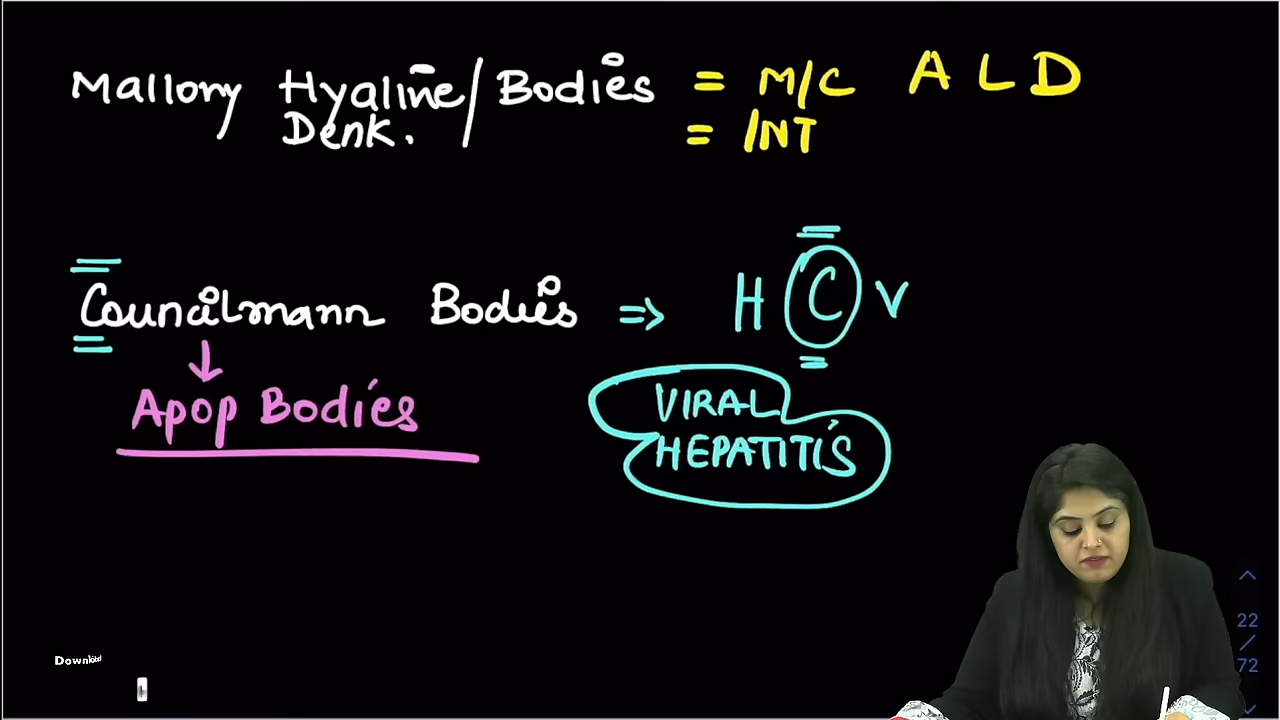 Mallory Hyaline/Bodies = M/C ALD
Denk. = INT
Councilmann Bodies => HCV
Apop Bodies
VIRAL
HEPATITIS
22
/
72